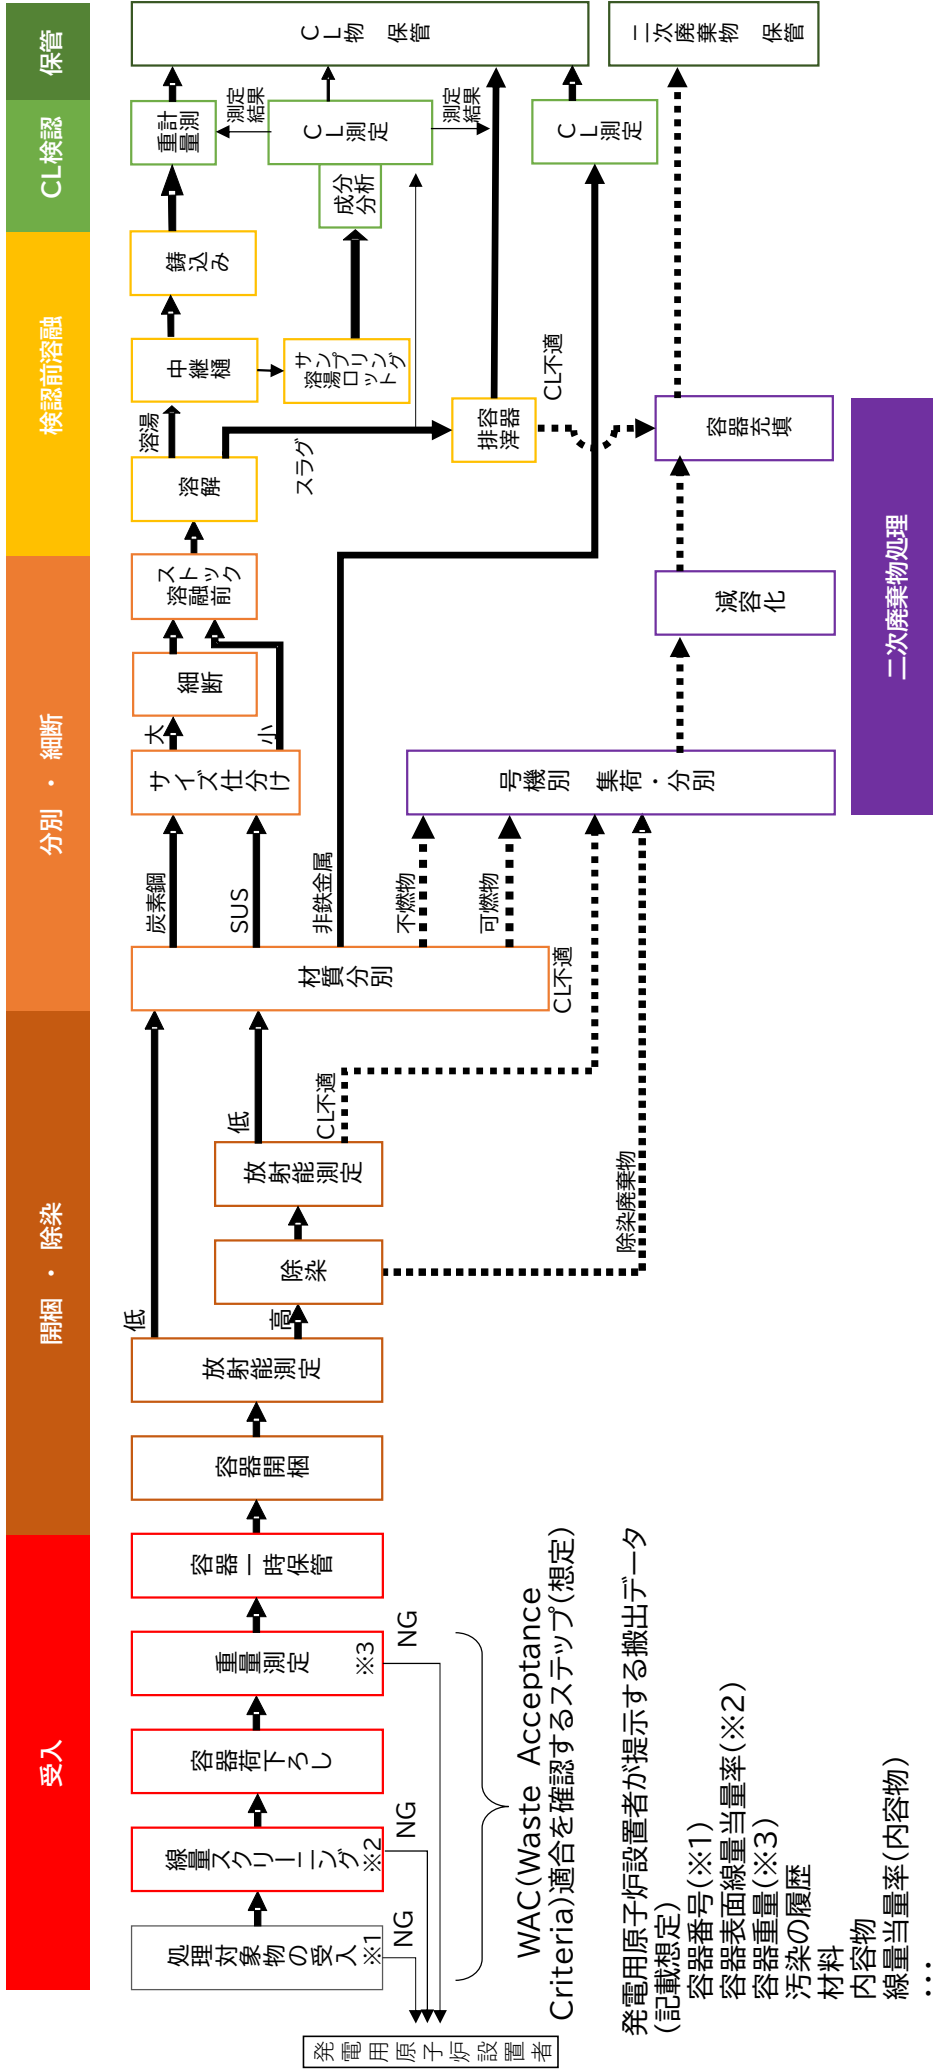 受入
開梱 ・ 除染
分別 ・ 細断
検認前溶融
CL検認
保管
発電用原子炉設置者
処理対象物の受入
※1
NG
線量スクリーニング
※2
NG
容器荷下ろし
重量測定
※3
NG
容器一時保管
容器開梱
放射能測定
低
高
除染
放射能測定
低
CL不適
除染廃棄物
材質分別
CL不適
炭素鋼
SUS
非鉄金属
不燃物
可燃物
サイズ仕分け
大
小
細断
溶融前
ストック
溶解
溶湯
スラグ
中継樋
溶湯ロット
サンプリング
鋳込み
排滓
容器
CL不適
成分
分析
重量
計測
測定
結果
CL
測定
測定
結果
CL
測定
CL物 保管
二次廃棄物 保管
号機別 集荷・分別
減容化
容器充填
二次廃棄物処理
WAC(Waste Acceptance
Criteria)適合を確認するステップ(想定)
発電用原子炉設置者が提示する搬出データ
(記載想定)
容器番号(※1)
容器表面線量当量率(※2)
容器重量(※3)
汚染の履歴
材料
内容物
線量当量率(内容物)
・・・